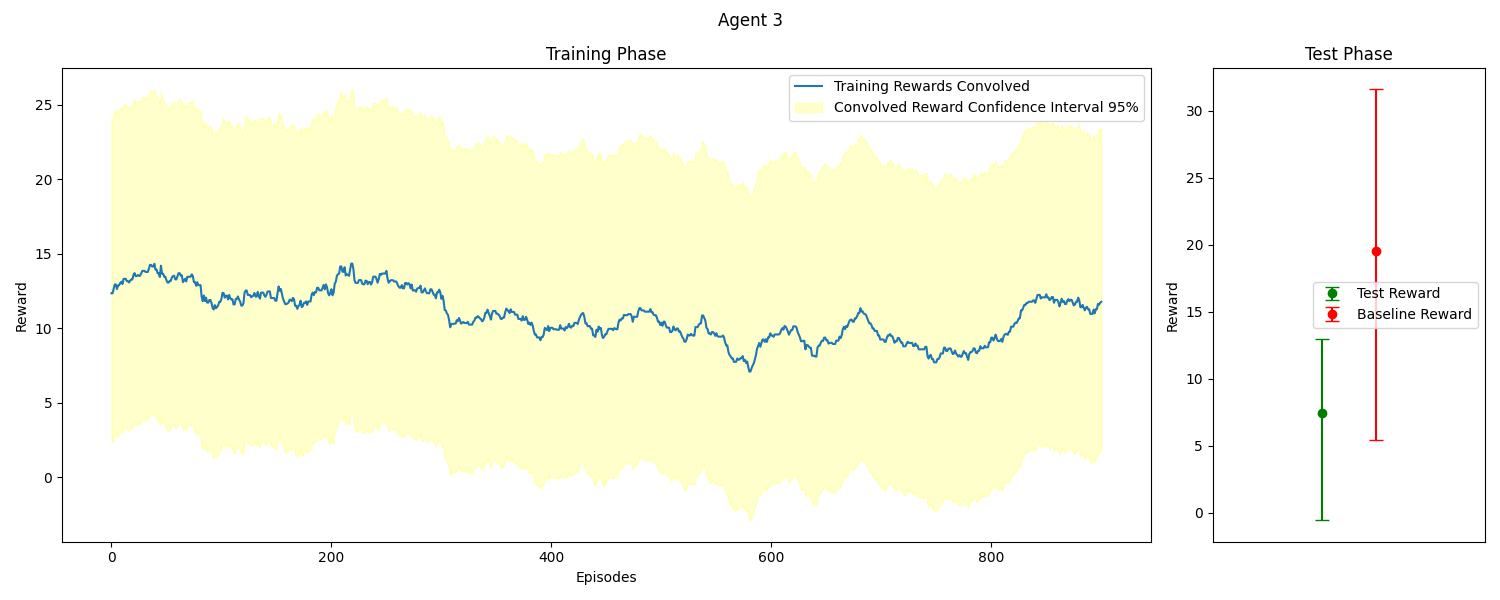 Agent 3
Training Phase
Training Rewards Convolved
Convolved Reward Confidence Interval 95%
Reward
25
20
15
10
5
0
0 200 400 600 800
Episodes
Test Phase
Test Reward
Baseline Reward
Reward
30
25
20
15
10
5
0